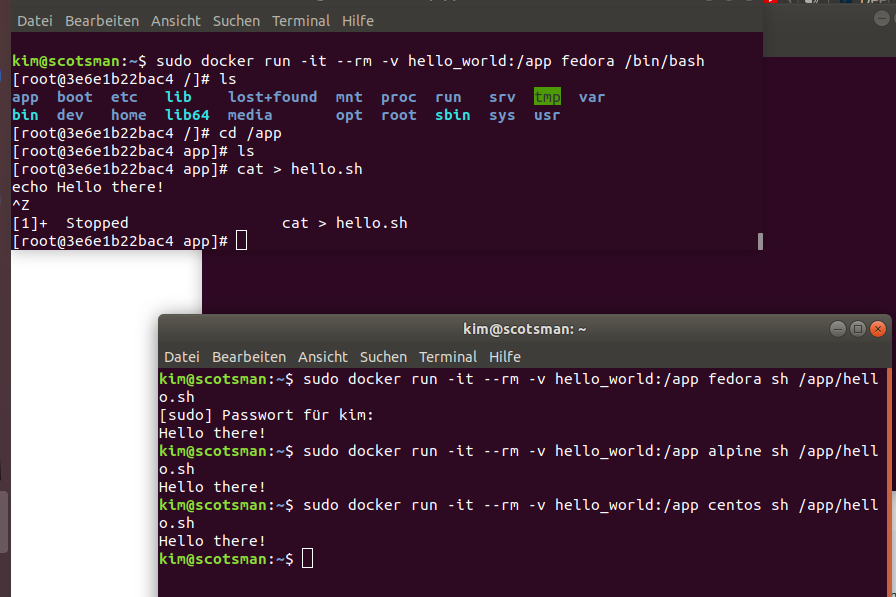 Datei Bearbeiten Ansicht Suchen Terminal Hilfe
kim@scotsman:~$ sudo docker run -it --rm -v hello_world:/app fedora /bin/bash
[root@3e6e1b22bac4 /]# ls
app boot etc lib lost+found mnt proc run srv tmp var
bin dev home lib64 media opt root sbin sys usr
[root@3e6e1b22bac4 /]# cd /app
[root@3e6e1b22bac4 app]# ls
[root@3e6e1b22bac4 app]# cat > hello.sh
echo Hello there!
^Z
[1]+ Stopped cat > hello.sh
[root@3e6e1b22bac4 app]#
kim@scotsman: ~
Datei Bearbeiten Ansicht Suchen Terminal Hilfe
kim@scotsman:~$ sudo docker run -it --rm -v hello_world:/app fedora sh /app/hell
o.sh
[sudo] Passwort für kim:
Hello there!
kim@scotsman:~$ sudo docker run -it --rm -v hello_world:/app alpine sh /app/hell
o.sh
Hello there!
kim@scotsman:~$ sudo docker run -it --rm -v hello_world:/app centos sh /app/hell
o.sh
Hello there!
kim@scotsman:~$